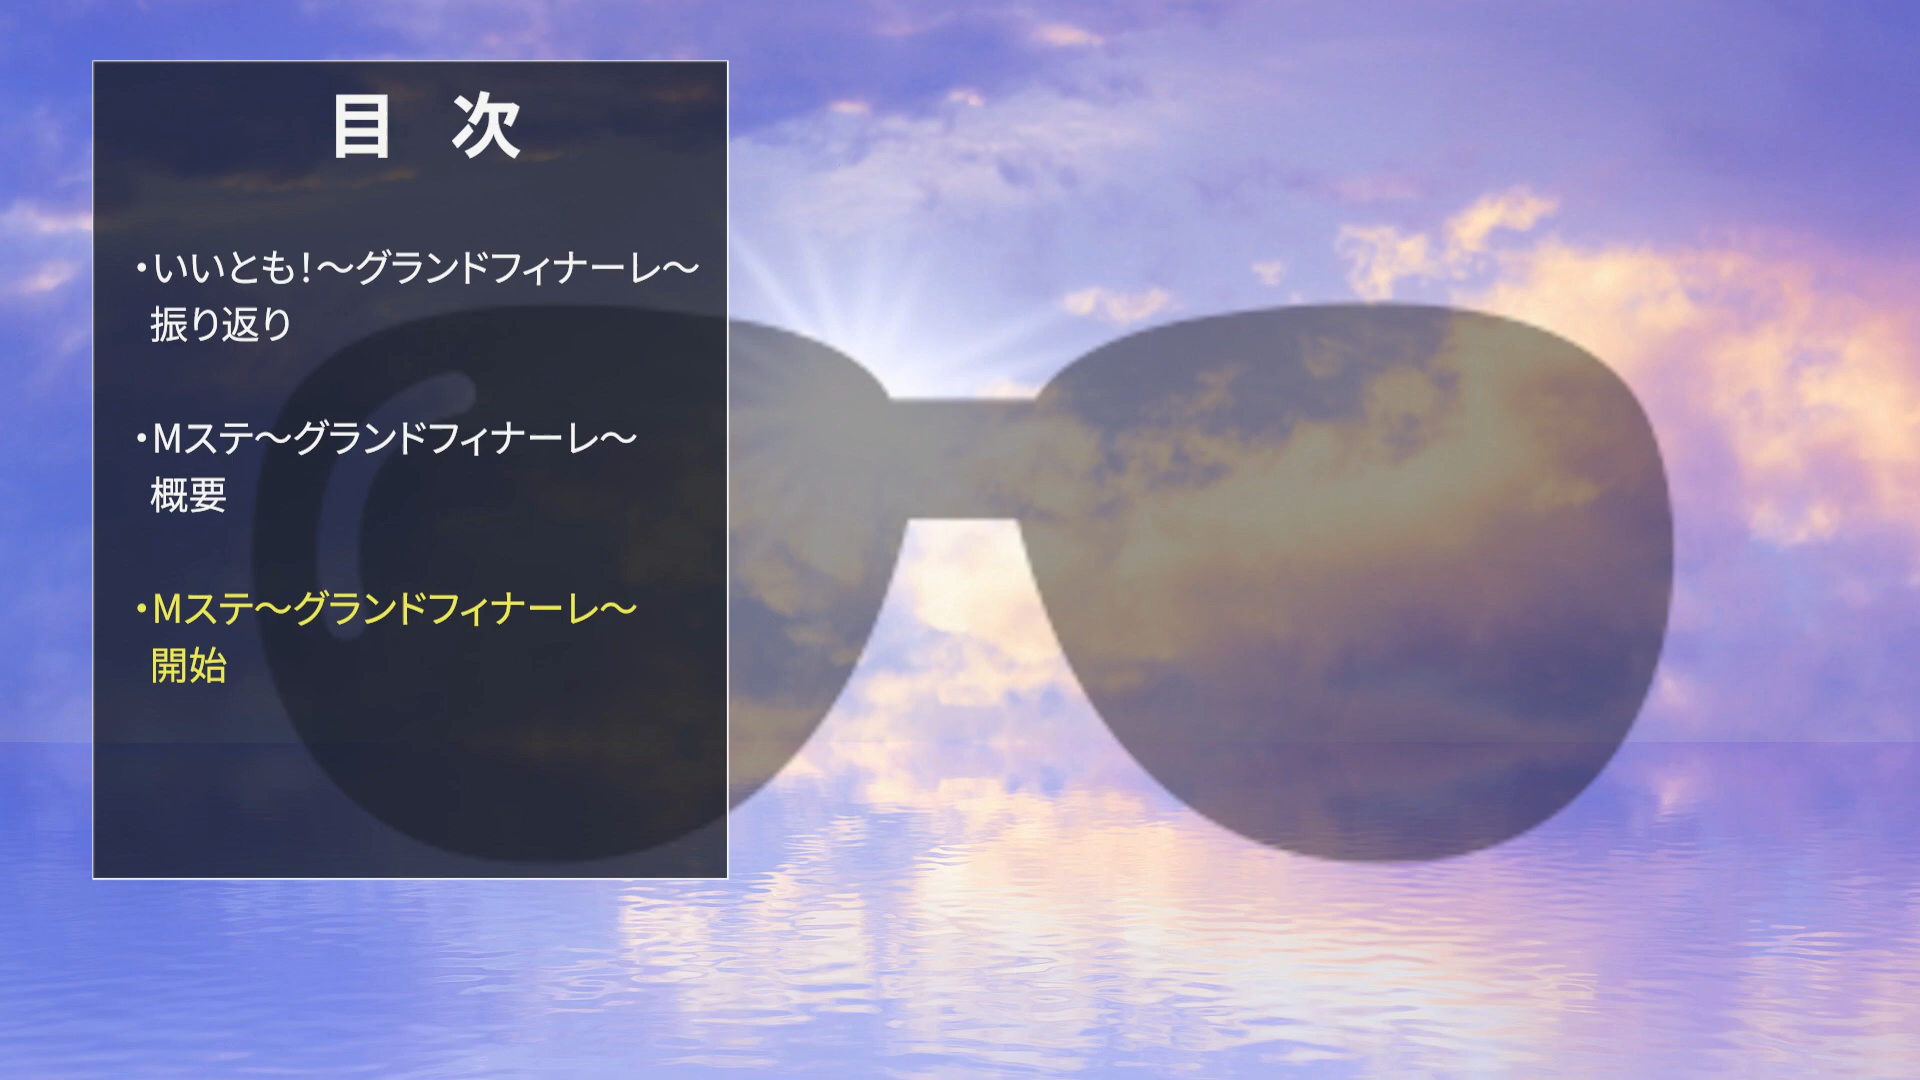 目 次
・いいとも！～グランドフィナーレ～
振り返り
・Mステ～グランドフィナーレ～
概要
・Mステ～グランドフィナーレ～
開始